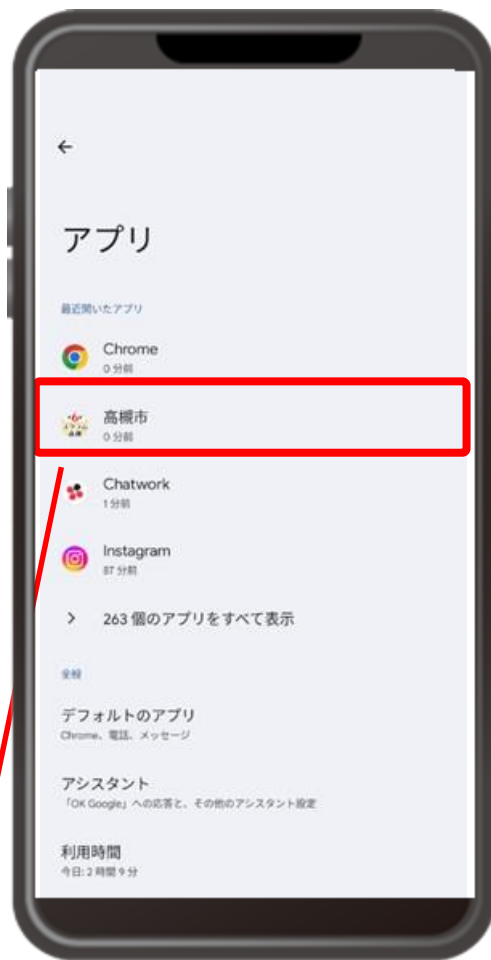 アプリ
最近開いたアプリ
Chrome
0 分前
高槻市
0 分前
Chatwork
1 分前
Instagram
87 分前
263 個のアプリをすべて表示
全般
デフォルトのアプリ
Chrome、電話、メッセージ
アシスタント
「OK Google」への応答と、その他のアシスタント設定
利用時間
今日: 2 時間 9 分